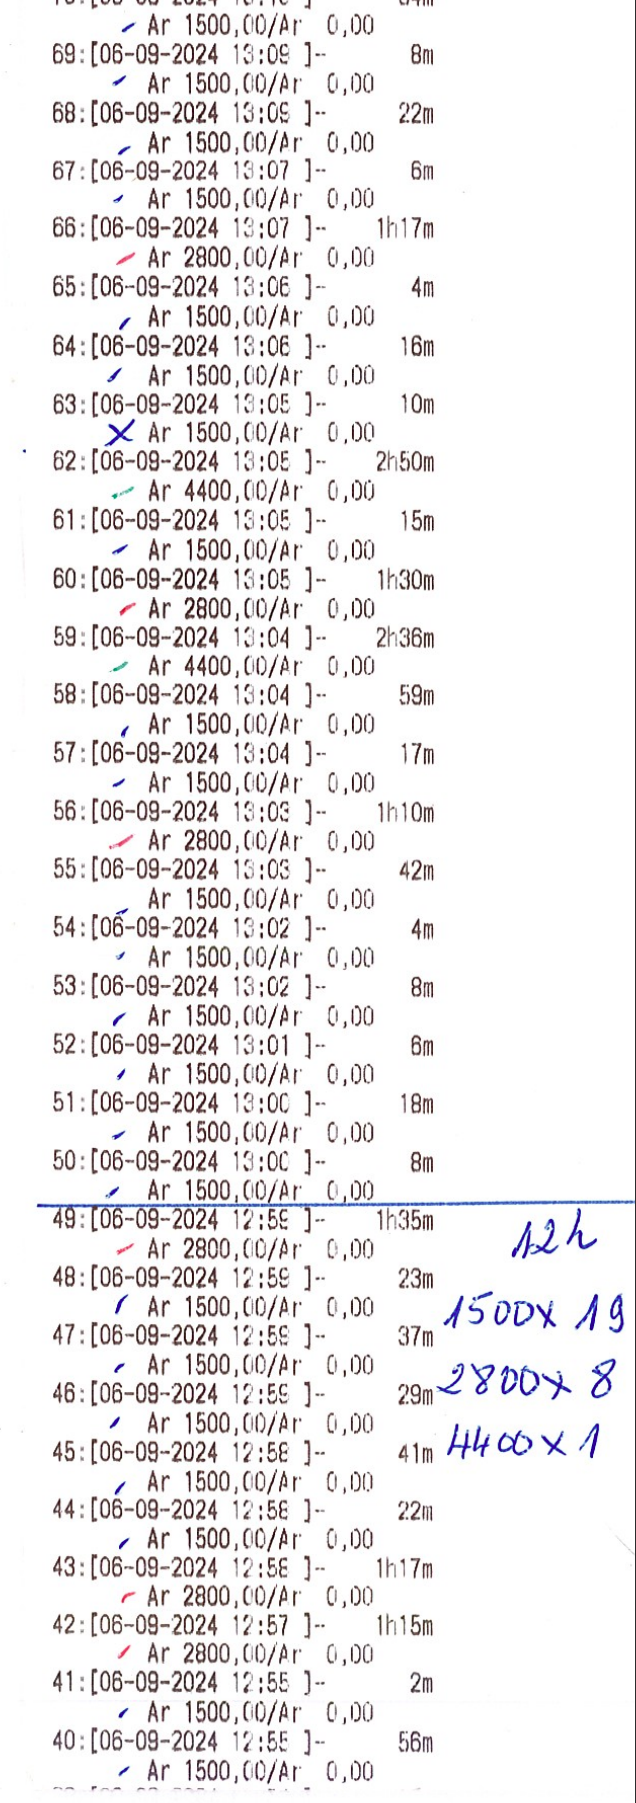 Ar 1500,00/Ar 0,00
69:[06-09-2024 13:09 ]-- 8m
Ar 1500,00/Ar 0,00
68:[06-09-2024 13:09 ]-- 22m
Ar 1500,00/Ar 0,00
67:[06-09-2024 13:07 ]-- 6m
Ar 1500,00/Ar 0,00
66:[06-09-2024 13:07 ]-- 1h17m
Ar 2800,00/Ar 0,00
65:[06-09-2024 13:06 ]-- 4m
Ar 1500,00/Ar 0,00
64:[06-09-2024 13:06 ]-- 16m
Ar 1500,00/Ar 0,00
63:[06-09-2024 13:05 ]-- 10m
X Ar 1500,00/Ar 0,00
62:[06-09-2024 13:05 ]-- 2h50m
Ar 4400,00/Ar 0,00
61:[06-09-2024 13:05 ]-- 15m
Ar 1500,00/Ar 0,00
60:[06-09-2024 13:05 ]-- 1h30m
Ar 2800,00/Ar 0,00
59:[06-09-2024 13:04 ]-- 2h36m
Ar 4400,00/Ar 0,00
58:[06-09-2024 13:04 ]-- 59m
Ar 1500,00/Ar 0,00
57:[06-09-2024 13:04 ]-- 17m
Ar 1500,00/Ar 0,00
56:[06-09-2024 13:03 ]-- 1h10m
Ar 2800,00/Ar 0,00
55:[06-09-2024 13:03 ]-- 42m
Ar 1500,00/Ar 0,00
54:[06-09-2024 13:02 ]-- 4m
Ar 1500,00/Ar 0,00
53:[06-09-2024 13:02 ]-- 8m
Ar 1500,00/Ar 0,00
52:[06-09-2024 13:01 ]-- 6m
Ar 1500,00/Ar 0,00
51:[06-09-2024 13:00 ]-- 18m
Ar 1500,00/Ar 0,00
50:[06-09-2024 13:00 ]-- 8m
Ar 1500,00/Ar 0,00
49:[06-09-2024 12:59 ]-- 1h35m
12h
Ar 2800,00/Ar 0,00
48:[06-09-2024 12:59 ]-- 23m
Ar 1500,00/Ar 0,00
1500x 19
47:[06-09-2024 12:59 ]-- 37m
Ar 1500,00/Ar 0,00
2800x 8
46:[06-09-2024 12:59 ]-- 29m
Ar 1500,00/Ar 0,00
4400x 1
45:[06-09-2024 12:58 ]-- 41m
Ar 1500,00/Ar 0,00
44:[06-09-2024 12:58 ]-- 22m
Ar 1500,00/Ar 0,00
43:[06-09-2024 12:58 ]-- 1h17m
Ar 2800,00/Ar 0,00
42:[06-09-2024 12:57 ]-- 1h15m
Ar 2800,00/Ar 0,00
41:[06-09-2024 12:55 ]-- 2m
Ar 1500,00/Ar 0,00
40:[06-09-2024 12:55 ]-- 56m
Ar 1500,00/Ar 0,00